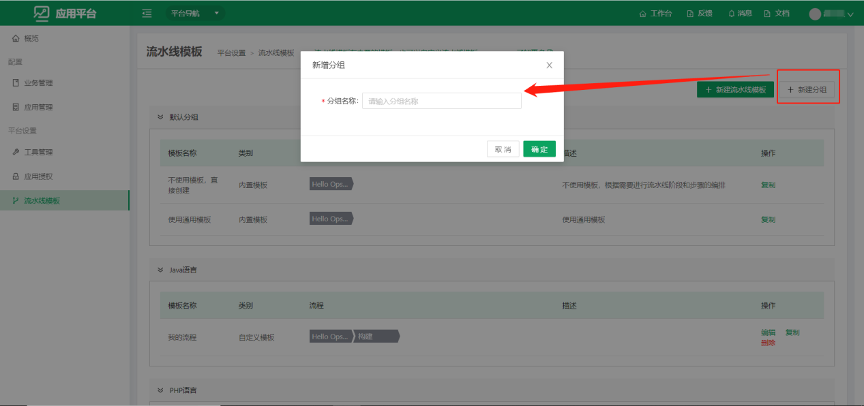 应用平台
平台导航
工作台
反馈
消息
文档
概览
配置
业务管理
应用管理
平台设置
工具管理
应用授权
流水线模板
流水线模板
平台设置 > 流水线模板
+ 新建流水线模板
+ 新建分组
新增分组
* 分组名称:
请输入分组名称
取 消
确 定
默认分组
模板名称
类别
描述
操作
不使用模板，直
接创建
内置模板
Hello Ops...
不使用模板，根据需要进行流水线阶段和步骤的编排
复制
使用通用模板
内置模板
Hello Ops...
使用通用模板
复制
Java语言
模板名称
类别
流程
描述
操作
我的流程
自定义模板
Hello Ops...
构建
编辑
复制
删除
PHP语言